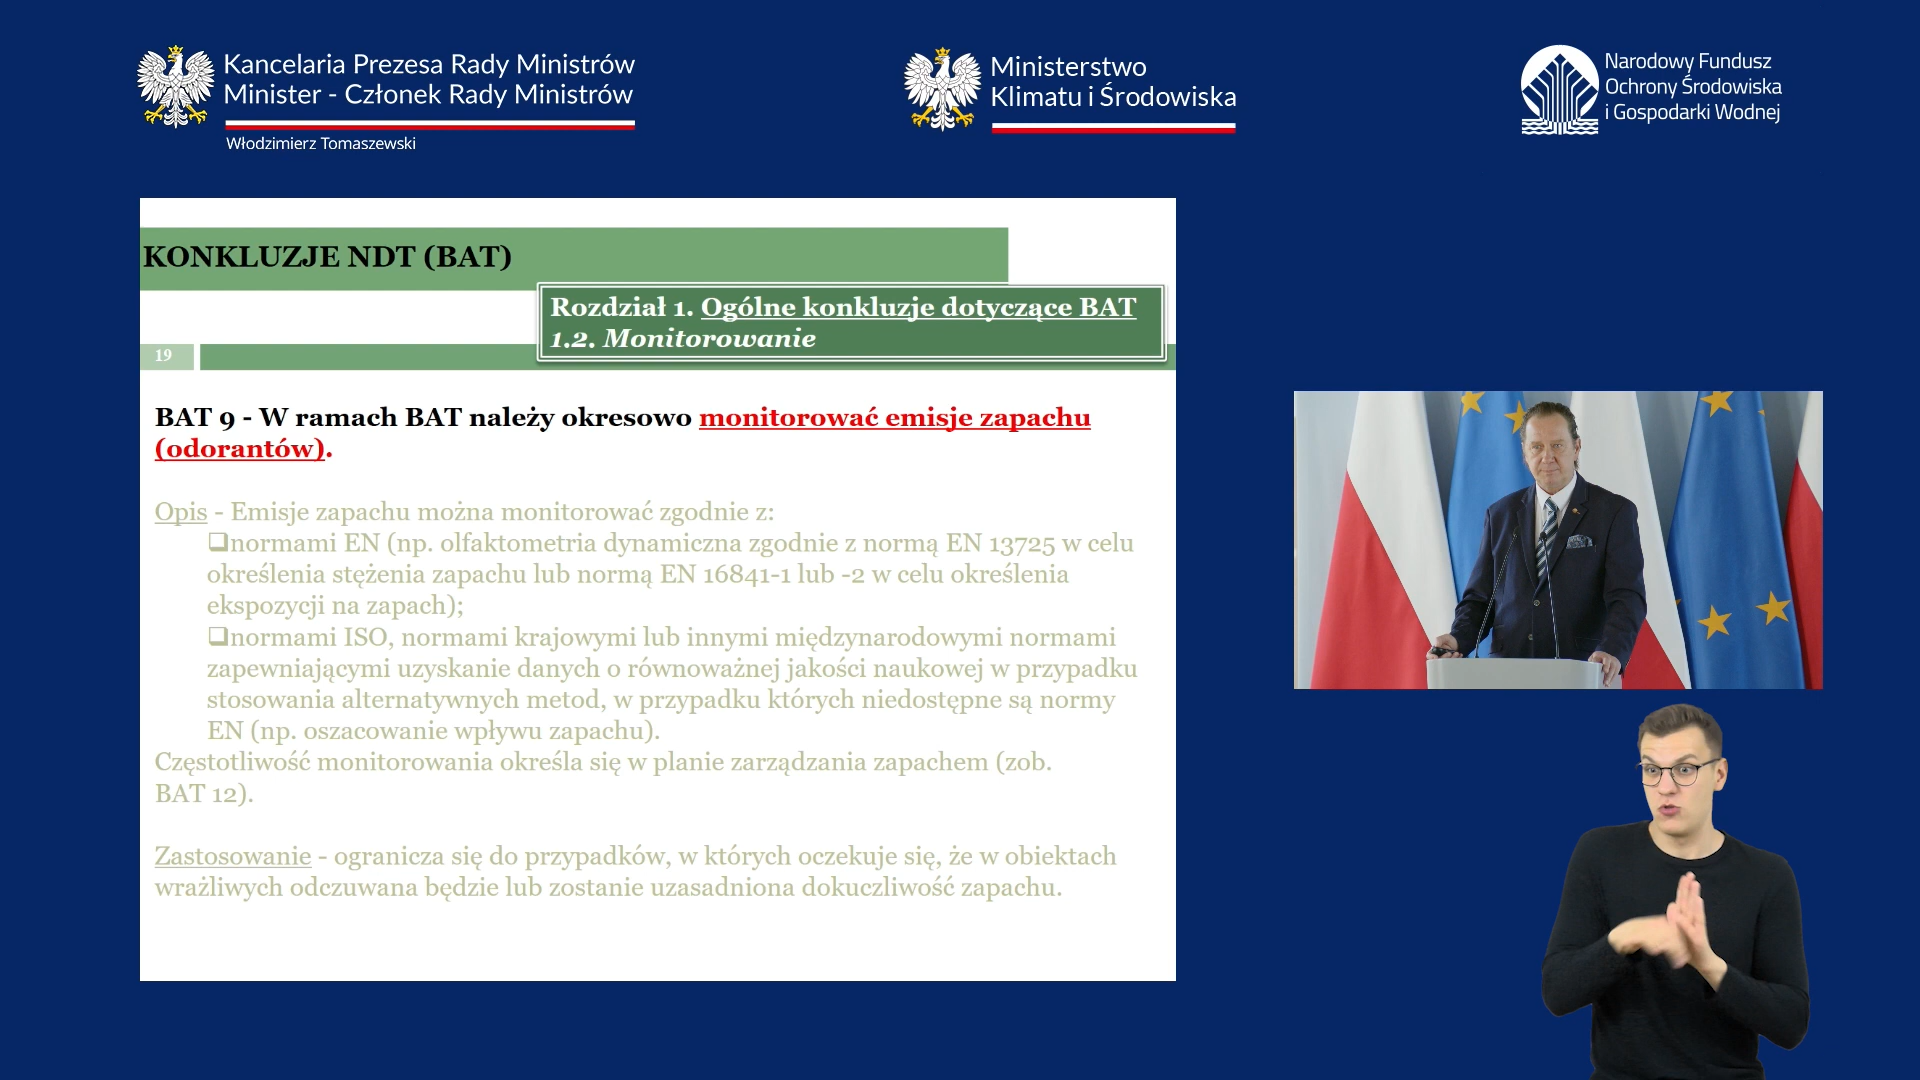 Kancelaria Prezesa Rady Ministrów
Minister - Członek Rady Ministrów
Włodzimierz Tomaszewski
Ministerstwo
Klimatu i Środowiska
Narodowy Fundusz
Ochrony Środowiska
i Gospodarki Wodnej
KONKLUZJE NDT (BAT)
Rozdział 1. Ogólne konkluzje dotyczące BAT
1.2. Monitorowanie
19
BAT 9 - W ramach BAT należy okresowo monitorować emisje zapachu
(odorantów).
Opis - Emisje zapachu można monitorować zgodnie z:
❑normami EN (np. olfaktometria dynamiczna zgodnie z normą EN 13725 w celu
określenia stężenia zapachu lub normą EN 16841-1 lub -2 w celu określenia
ekspozycji na zapach);
❑normami ISO, normami krajowymi lub innymi międzynarodowymi normami
zapewniającymi uzyskanie danych o równoważnej jakości naukowej w przypadku
stosowania alternatywnych metod, w przypadku których niedostępne są normy
EN (np. oszacowanie wpływu zapachu).
Częstotliwość monitorowania określa się w planie zarządzania zapachem (zob.
BAT 12).
Zastosowanie - ogranicza się do przypadków, w których oczekuje się, że w obiektach
wrażliwych odczuwana będzie lub zostanie uzasadniona dokuczliwość zapachu.